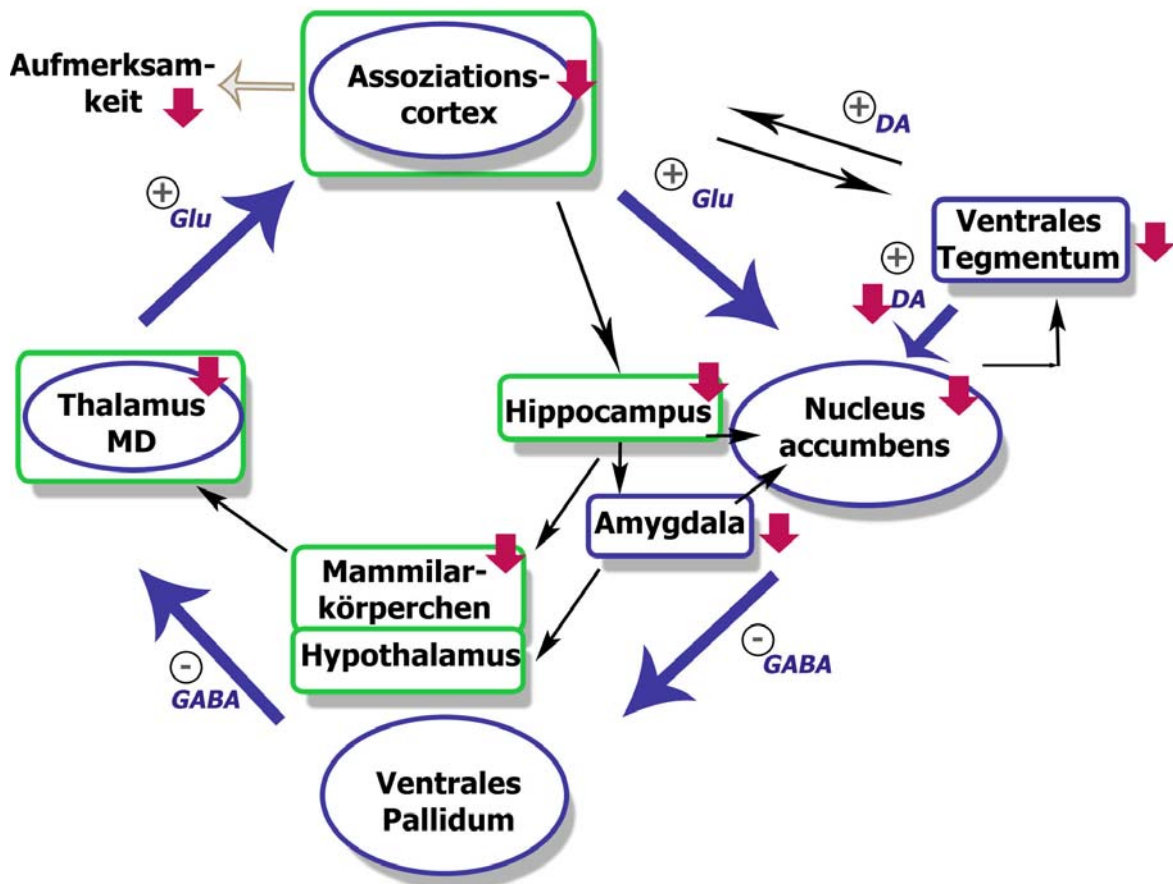 Aufmerksam-
keit
Assoziations-
cortex
+
DA
+
Glu
+
Glu
Ventrales
Tegmentum
+
DA
Thalamus
MD
Hippocampus
Nucleus
accumbens
Amygdala
Mammilar-
körperchen
Hypothalamus
-
GABA
-
GABA
Ventrales
Pallidum